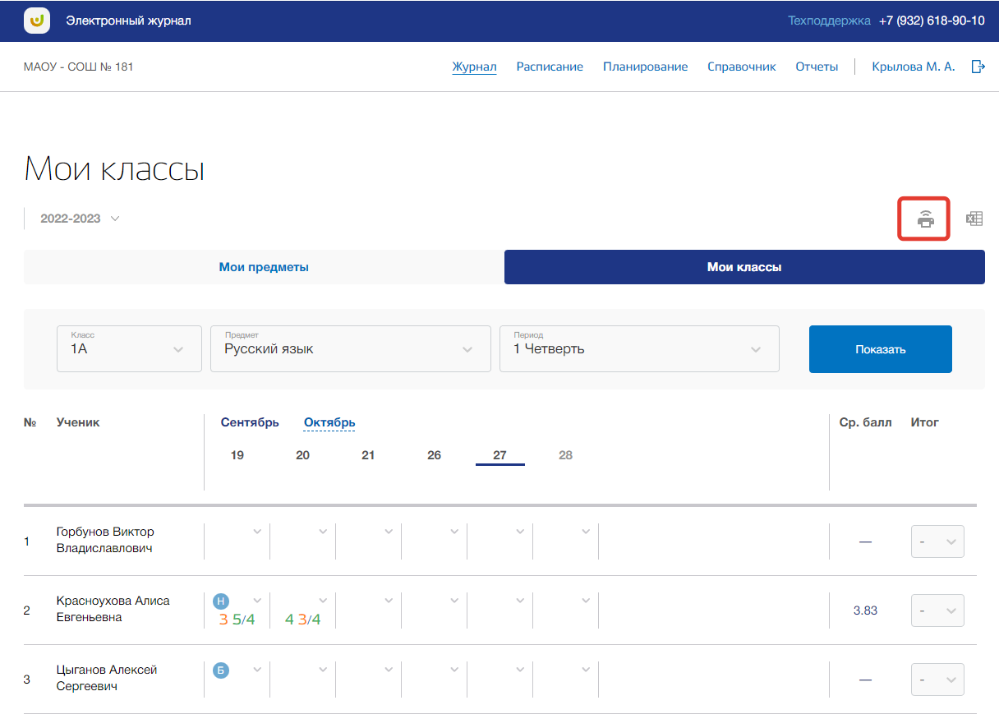 Электронный журнал
Техподдержка +7 (932) 618-90-10
МАОУ - СОШ № 181
Журнал Расписание Планирование Справочник Отчеты Крылова М. А.
Мои классы
2022-2023
Мои предметы Мои классы
Класс Предмет Период
1А Русский язык 1 Четверть Показать
№ Ученик Сентябрь Октябрь Ср. балл Итог
19 20 21 26 27 28
1 Горбунов Виктор Владиславлович — -
2 Красноухова Алиса Евгеньевна Н 3 5/4 4 3/4 3.83 -
3 Цыганов Алексей Сергеевич Б — -